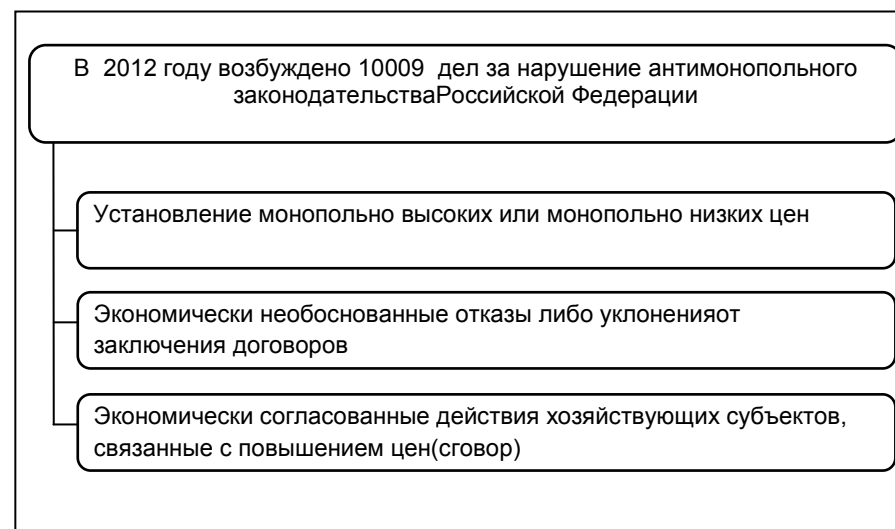 В 2012 году возбуждено 10009 дел за нарушение антимонопольного
законодательстваРоссийской Федерации
Установление монопольно высоких или монопольно низких цен
Экономически необоснованные отказы либо уклоненияот
заключения договоров
Экономически согласованные действия хозяйствующих субъектов,
связанные с повышением цен(сговор)